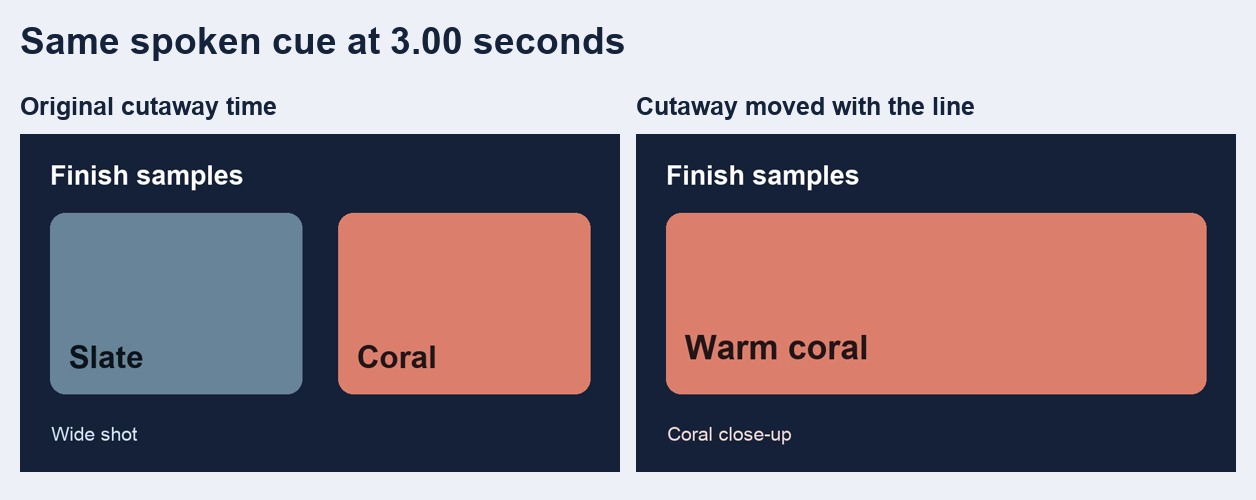 Same spoken cue at 3.00 seconds
Original cutaway time
Finish samples
Slate
Coral
Wide shot
Cutaway moved with the line
Finish samples
Warm coral
Coral close-up